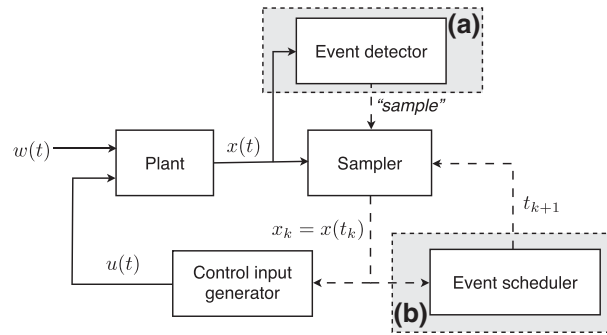 (a)
Event detector
"sample"
w(t)
Plant
x(t)
Sampler
t_{k+1}
x_k = x(t_k)
u(t)
Control input
generator
Event scheduler
(b)